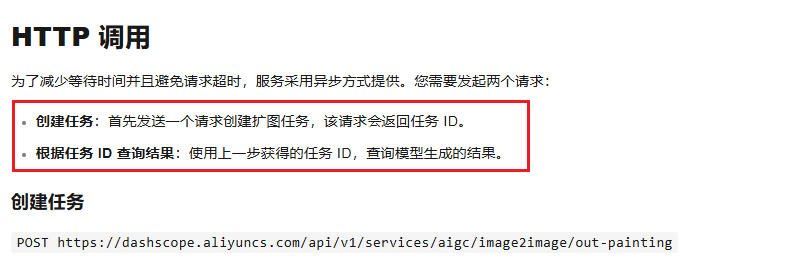 HTTP 调用
为了减少等待时间并且避免请求超时，服务采用异步方式提供。您需要发起两个请求：
创建任务：首先发送一个请求创建扩图任务，该请求会返回任务 ID。
根据任务 ID 查询结果：使用上一步获得的任务 ID，查询模型生成的结果。
创建任务
POST https://dashscope.aliyuncs.com/api/v1/services/aigc/image2image/out-painting